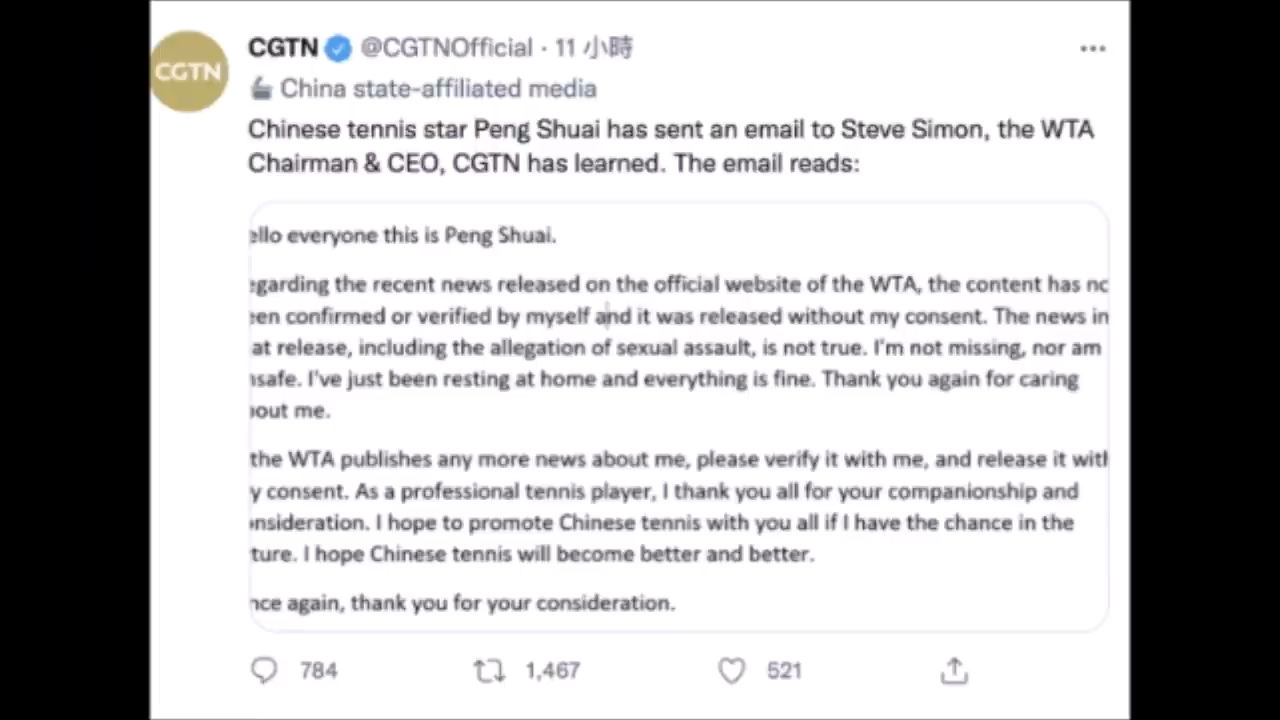 CGTN @CGTNOfficial · 11 小時
CGTN
China state-affiliated media
Chinese tennis star Peng Shuai has sent an email to Steve Simon, the WTA
Chairman & CEO, CGTN has learned. The email reads:
ello everyone this is Peng Shuai.
egarding the recent news released on the official website of the WTA, the content has no
een confirmed or verified by myself and it was released without my consent. The news in
at release, including the allegation of sexual assault, is not true. I'm not missing, nor am
nsafe. I've just been resting at home and everything is fine. Thank you again for caring
bout me.
the WTA publishes any more news about me, please verify it with me, and release it with
y consent. As a professional tennis player, I thank you all for your companionship and
onsideration. I hope to promote Chinese tennis with you all if I have the chance in the
ture. I hope Chinese tennis will become better and better.
nce again, thank you for your consideration.
784 1,467 521